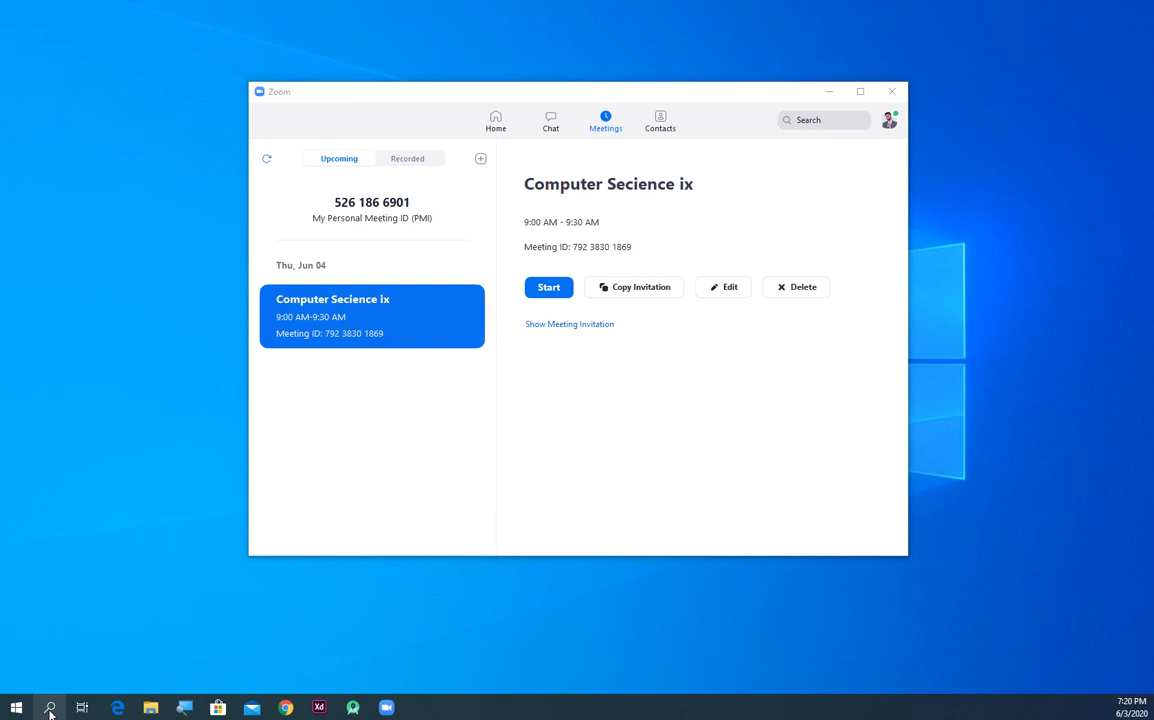 Zoom
Home
Chat
Meetings
Contacts
Search
Upcoming
Recorded
526 186 6901
My Personal Meeting ID (PMI)
Thu, Jun 04
Computer Secience ix
9:00 AM-9:30 AM
Meeting ID: 792 3830 1869
Computer Secience ix
9:00 AM - 9:30 AM
Meeting ID: 792 3830 1869
Start
Copy Invitation
Edit
Delete
Show Meeting Invitation
Xd
7:20 PM
6/3/2020